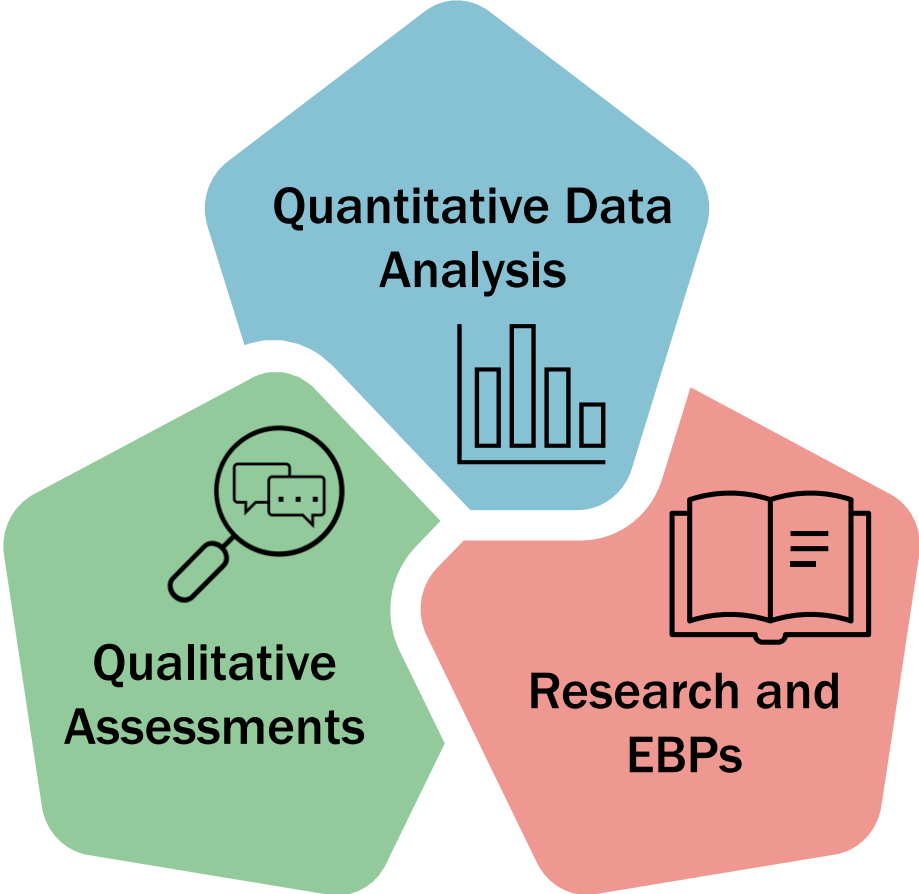 Quantitative Data
Analysis
Qualitative
Assessments
Research and
EBPs